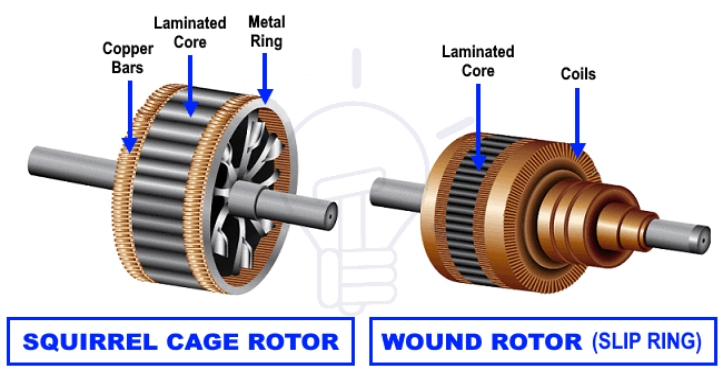 Copper
Bars
Laminated
Core
Metal
Ring
Laminated
Core
Coils
SQUIRREL CAGE ROTOR
WOUND ROTOR (SLIP RING)